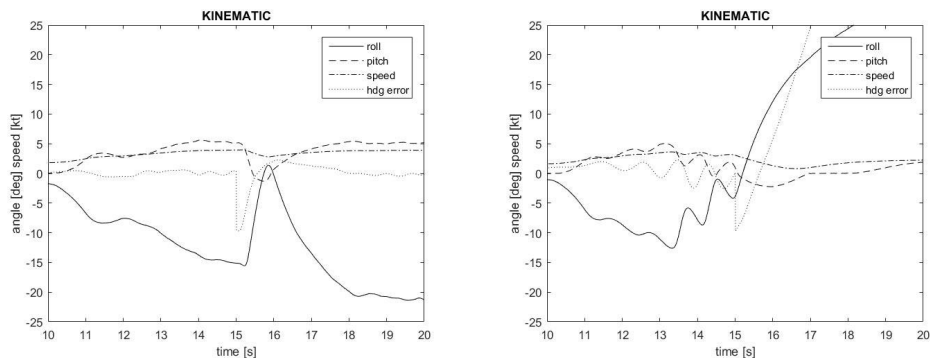 KINEMATIC
25
20
15
10
5
0
-5
-10
-15
-20
-25
angle [deg] speed [kt]
roll
pitch
speed
hdg error
10 11 12 13 14 15 16 17 18 19 20
time [s]
KINEMATIC
25
20
15
10
5
0
-5
-10
-15
-20
-25
angle [deg] speed [kt]
roll
pitch
speed
hdg error
10 11 12 13 14 15 16 17 18 19 20
time [s]